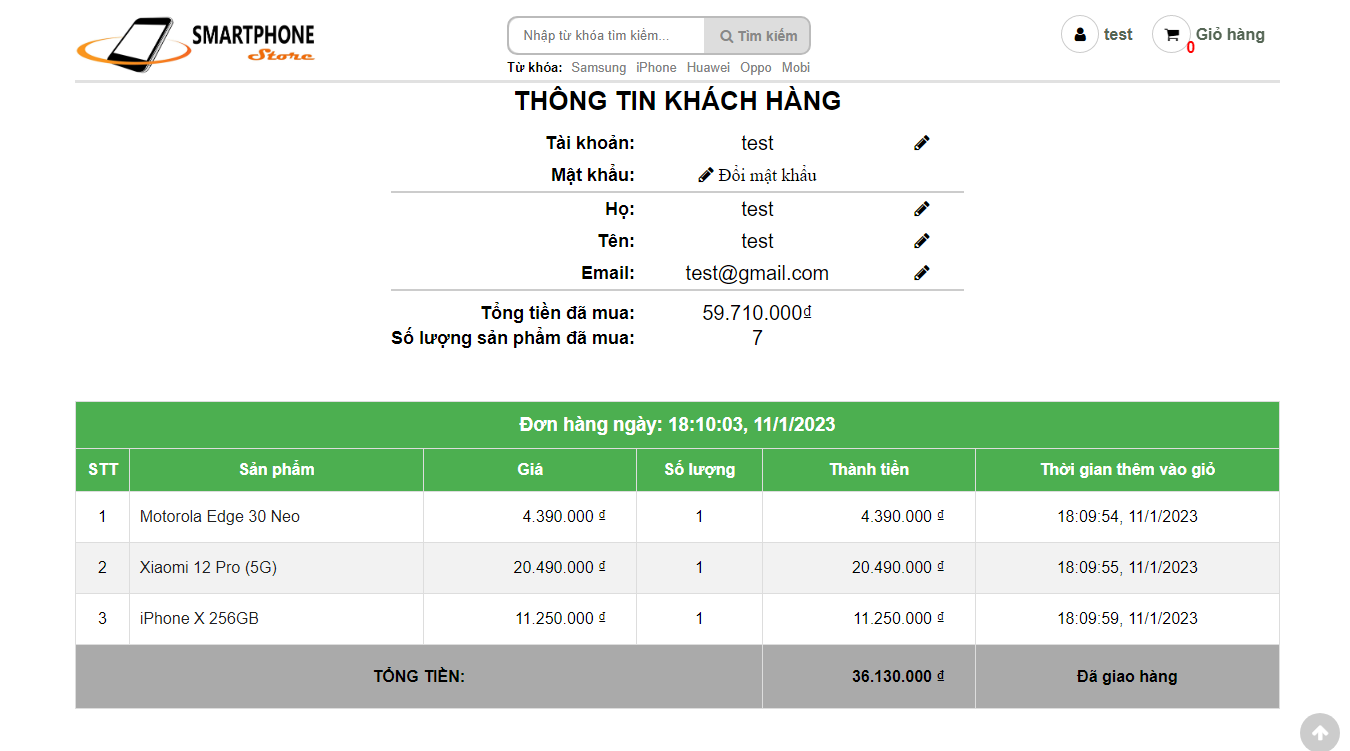 SMARTPHONE
Store
Nhập từ khóa tìm kiếm...
Tìm kiếm
Từ khóa: Samsung iPhone Huawei Oppo Mobi
test
0
Giỏ hàng
THÔNG TIN KHÁCH HÀNG
Tài khoản: test
Mật khẩu: Đổi mật khẩu
Họ: test
Tên: test
Email: test@gmail.com
Tổng tiền đã mua: 59.710.000₫
Số lượng sản phẩm đã mua: 7
Đơn hàng ngày: 18:10:03, 11/1/2023
STT Sản phẩm Giá Số lượng Thành tiền Thời gian thêm vào giỏ
1 Motorola Edge 30 Neo 4.390.000 ₫ 1 4.390.000 ₫ 18:09:54, 11/1/2023
2 Xiaomi 12 Pro (5G) 20.490.000 ₫ 1 20.490.000 ₫ 18:09:55, 11/1/2023
3 iPhone X 256GB 11.250.000 ₫ 1 11.250.000 ₫ 18:09:59, 11/1/2023
TỔNG TIỀN: 36.130.000 ₫ Đã giao hàng